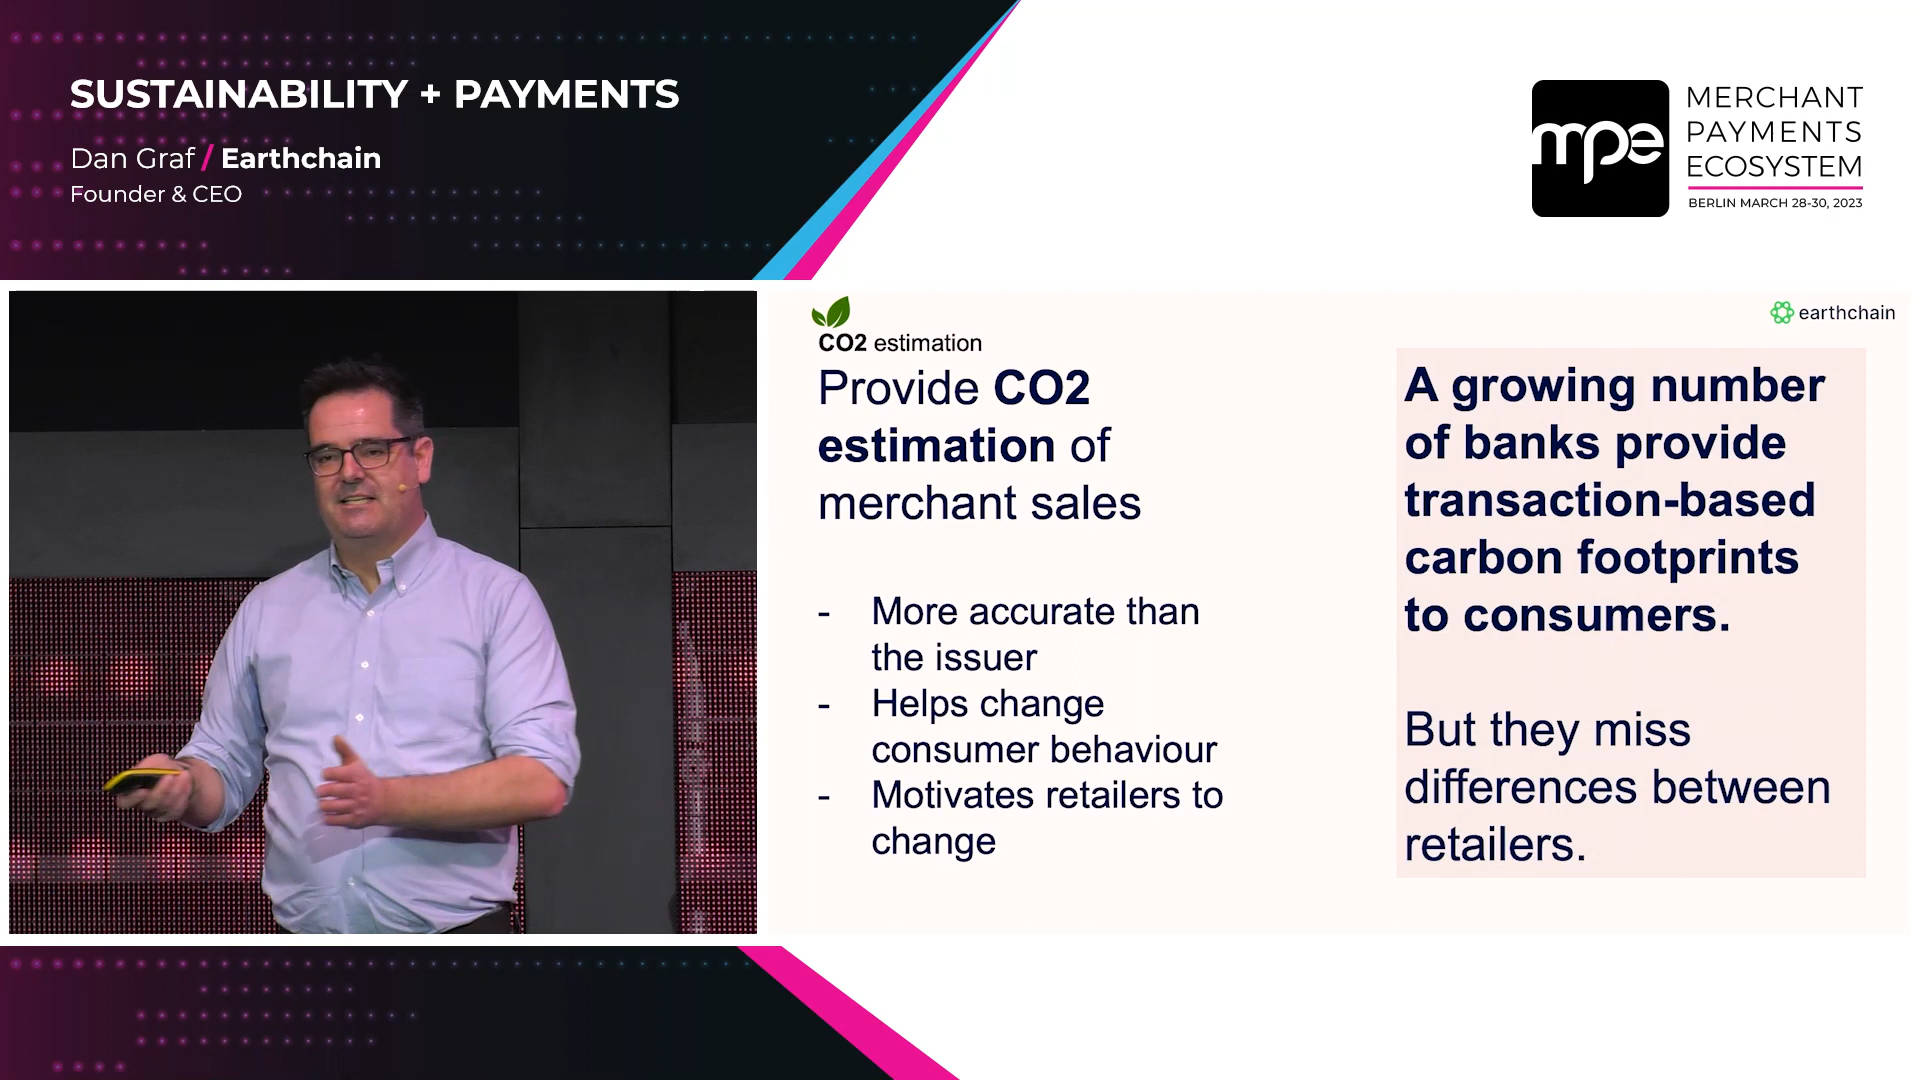 SUSTAINABILITY + PAYMENTS
Dan Graf / Earthchain
Founder & CEO
mpe
MERCHANT
PAYMENTS
ECOSYSTEM
BERLIN MARCH 28-30, 2023
earthchain
CO2 estimation
Provide CO2
estimation of
merchant sales
- More accurate than
the issuer
- Helps change
consumer behaviour
- Motivates retailers to
change
A growing number
of banks provide
transaction-based
carbon footprints
to consumers.
But they miss
differences between
retailers.